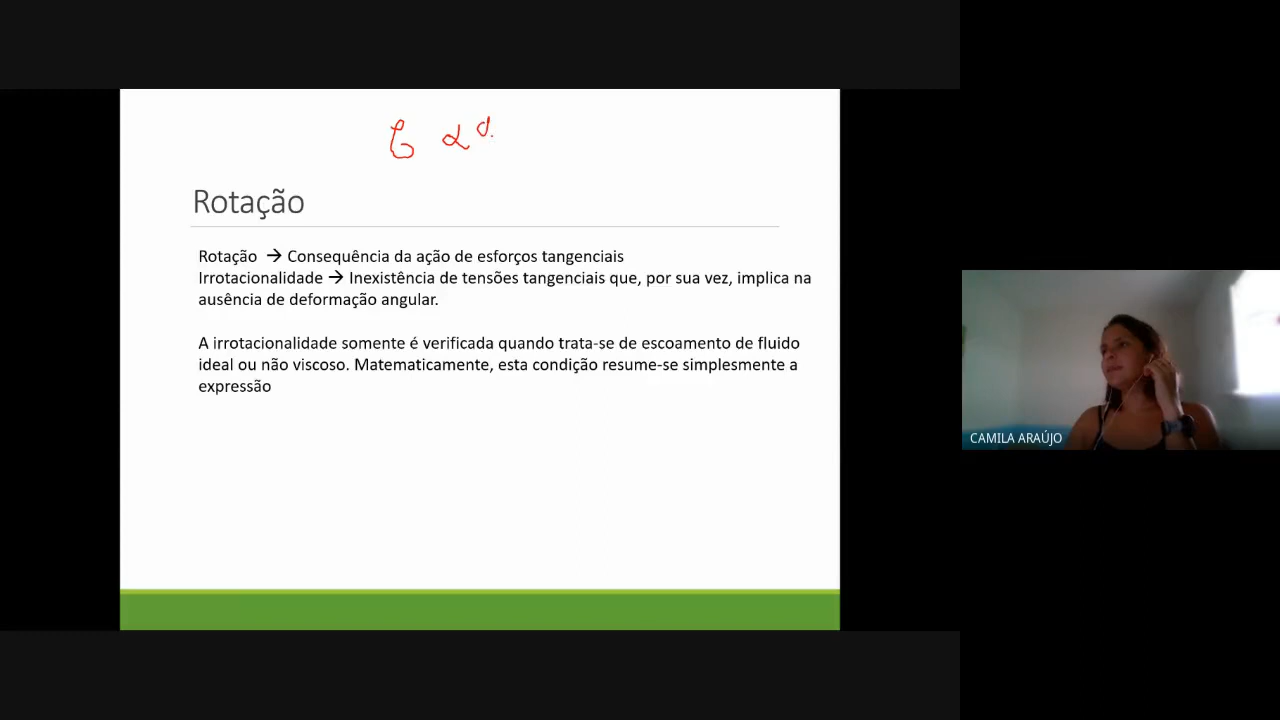 Rotação
Rotação → Consequência da ação de esforços tangenciais
Irrotacionalidade → Inexistência de tensões tangenciais que, por sua vez, implica na
ausência de deformação angular.
A irrotacionalidade somente é verificada quando trata-se de escoamento de fluido
ideal ou não viscoso. Matematicamente, esta condição resume-se simplesmente a
expressão
CAMILA ARAÚJO